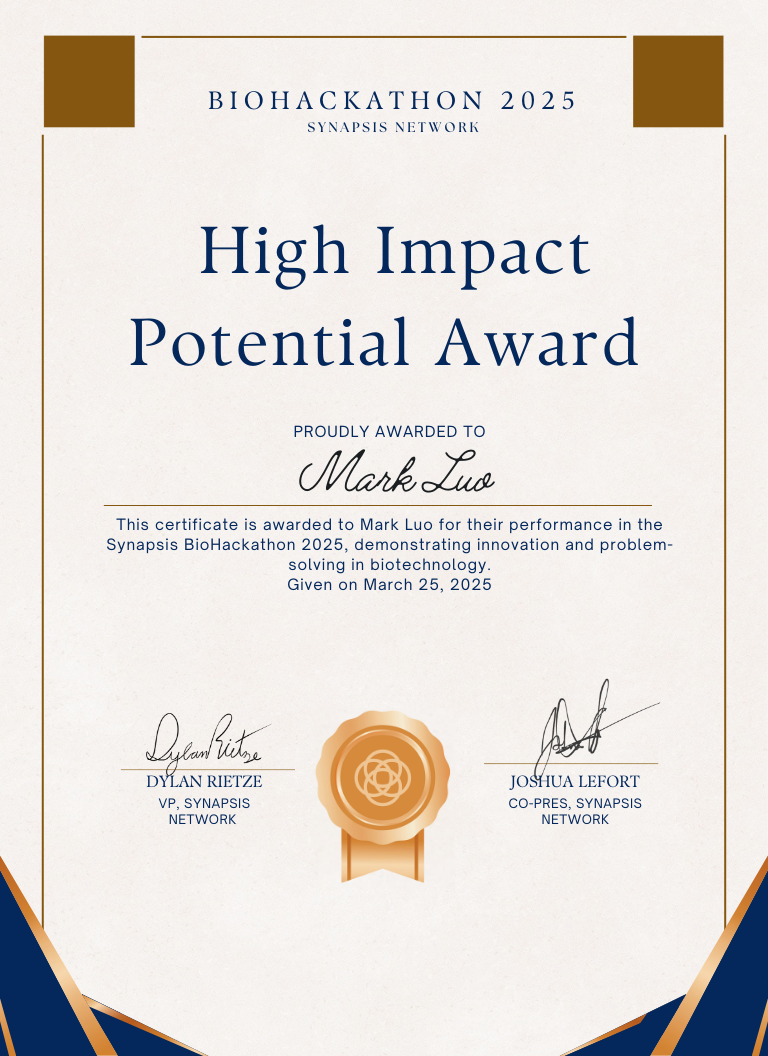 BIOHACKATHON 2025
SYNAPSIS NETWORK
High Impact
Potential Award
PROUDLY AWARDED TO
Mark Luo
This certificate is awarded to Mark Luo for their performance in the
Synapsis BioHackathon 2025, demonstrating innovation and problem-
solving in biotechnology.
Given on March 25, 2025
Dylan Rietze
DYLAN RIETZE
VP, SYNAPSIS
NETWORK
JOSHUA LEFORT
CO-PRES, SYNAPSIS
NETWORK